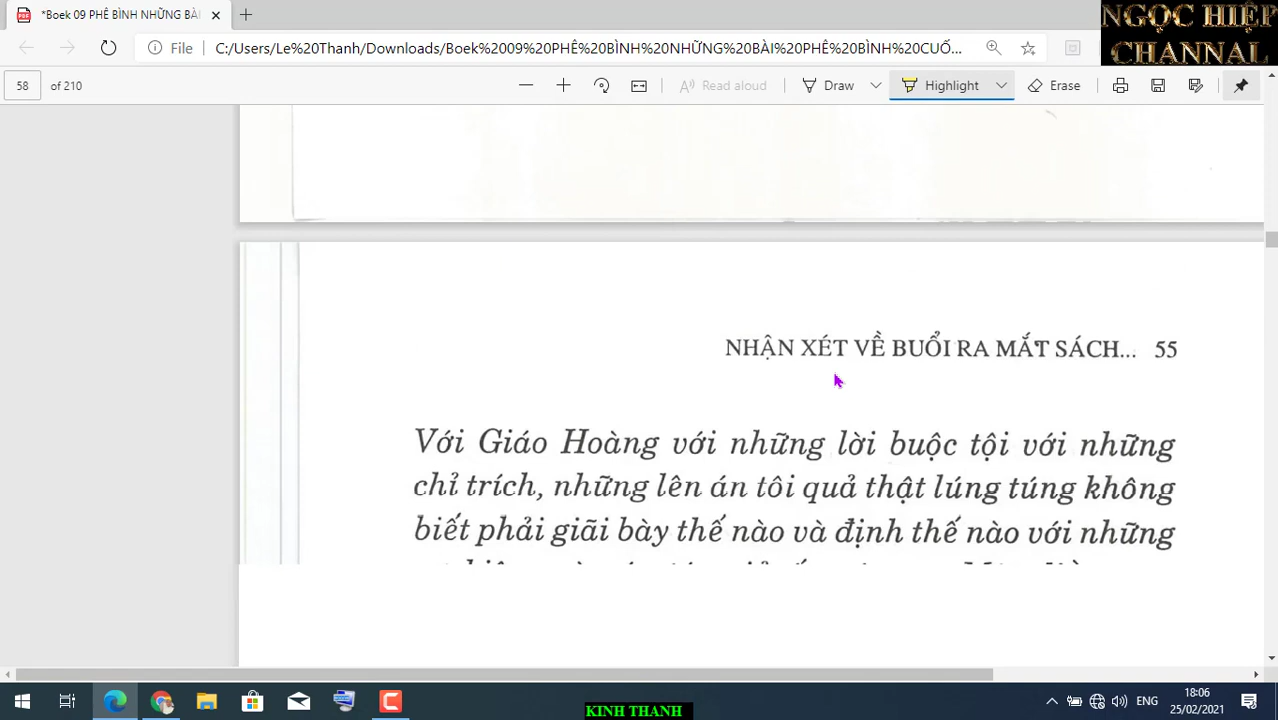 *Boek 09 PHÊ BÌNH NHỮNG BÀI
NGỌC HIỆP
CHANNAL
File
C:/Users/Le%20Thanh/Downloads/Boek%2009%20PHÊ%20BÌNH%20NHỮNG%20BÀI%20PHÊ%20BÌNH%20CUỐ...
58 of 210
Read aloud
Draw
Highlight
Erase
NHẬN XÉT VỀ BUỔI RA MẮT SÁCH... 55
Với Giáo Hoàng với những lời buộc tội với những
chỉ trích, những lên án tôi quả thật lúng túng không
biết phải giãi bày thế nào và định thế nào với những
KINH THANH
ENG
18:06
25/02/2021